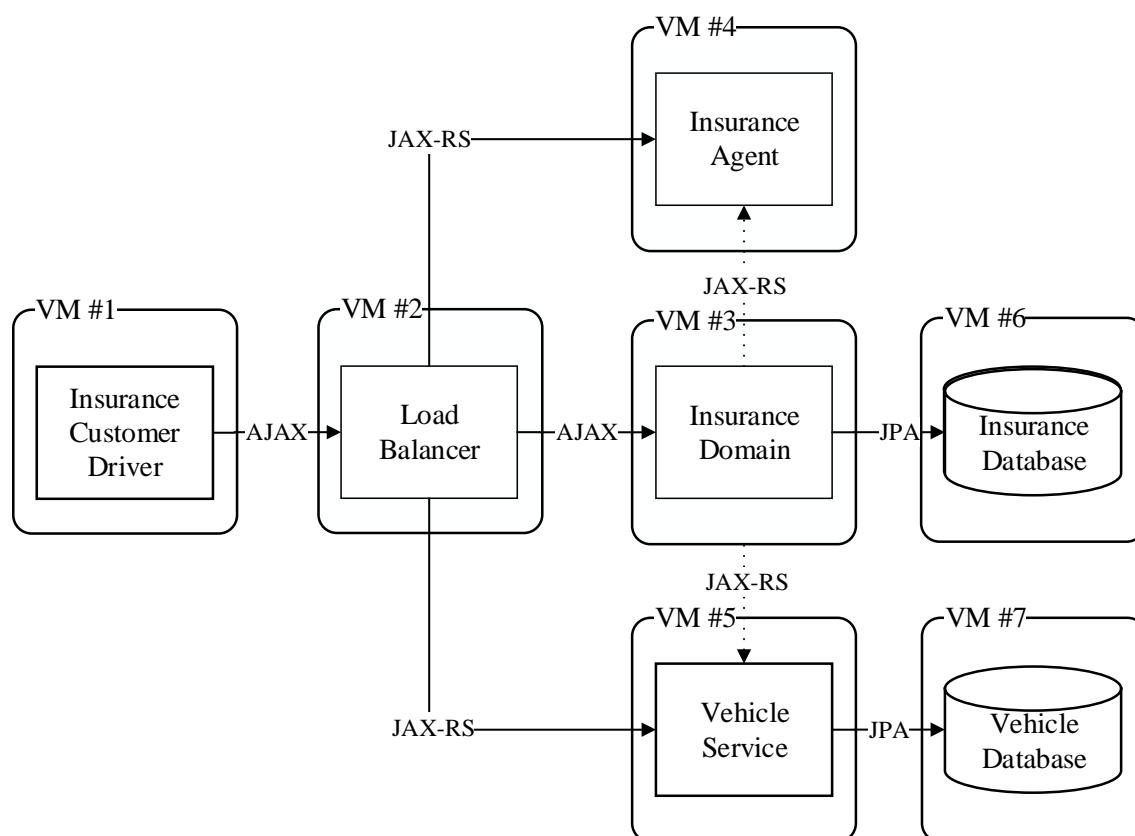 VM #4
Insurance
Agent
JAX-RS
JAX-RS
VM #1
Insurance
Customer
Driver
AJAX
VM #2
Load
Balancer
AJAX
VM #3
Insurance
Domain
JPA
VM #6
Insurance
Database
JAX-RS
JAX-RS
VM #5
Vehicle
Service
JPA
VM #7
Vehicle
Database